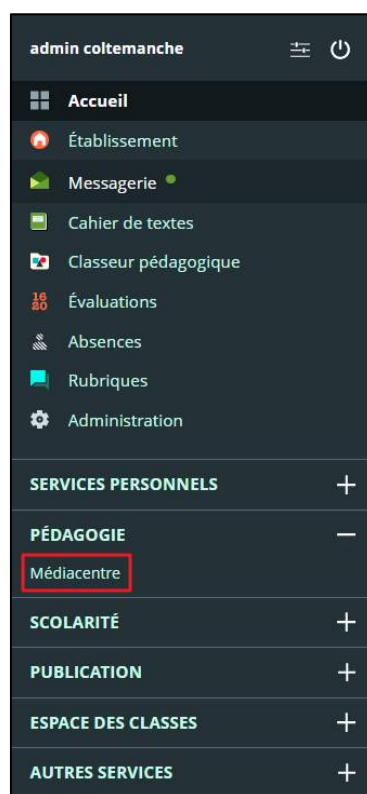 admin coltemanche
Accueil
Établissement
Messagerie
Cahier de textes
Classeur pédagogique
16
20
Évaluations
Absences
Rubriques
Administration
SERVICES PERSONNELS
PÉDAGOGIE
Médiacentre
SCOLARITÉ
PUBLICATION
ESPACE DES CLASSES
AUTRES SERVICES